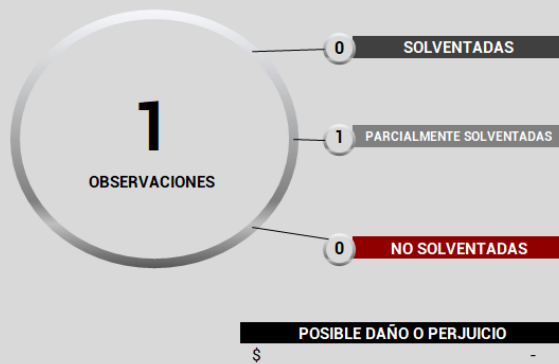 1
OBSERVACIONES
0 SOLVENTADAS
1 PARCIALMENTE SOLVENTADAS
0 NO SOLVENTADAS
POSIBLE DAÑO O PERJUICIO
$ -